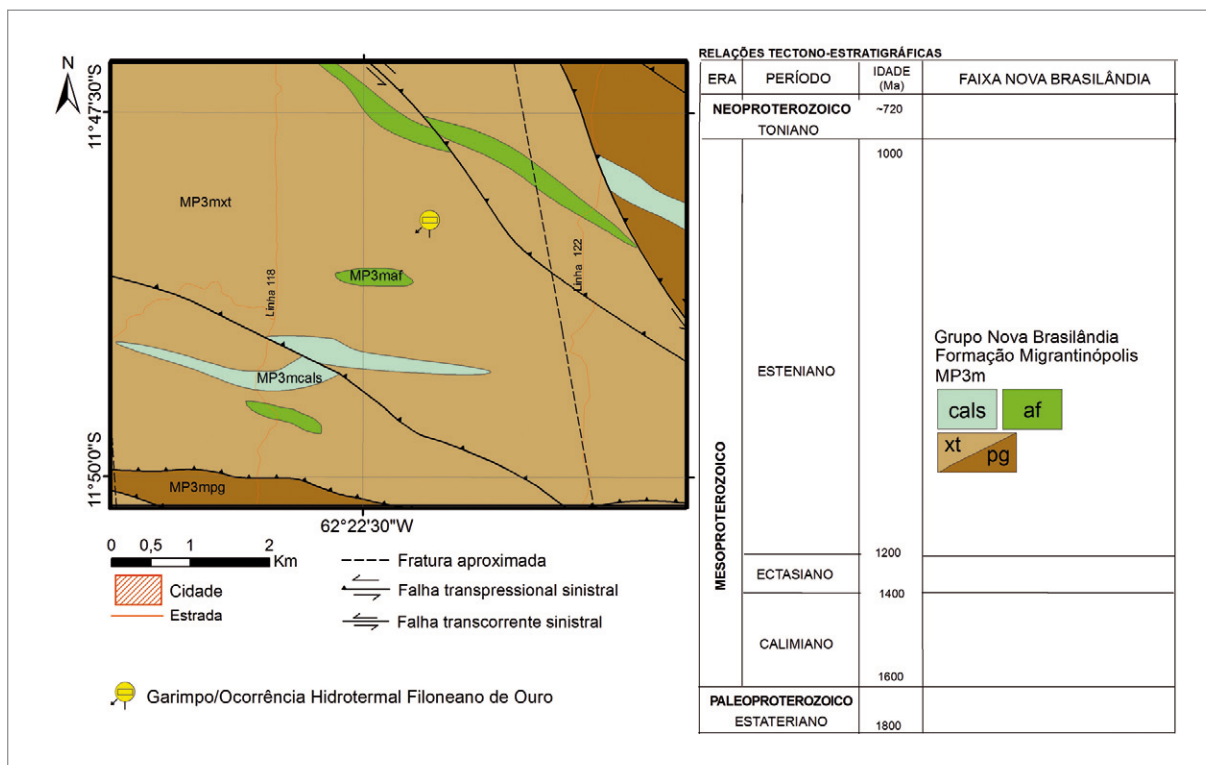 N
11°47'30"S
11°50'0"S
62°22'30"W
MP3mxt
MP3maf
MP3mcals
MP3mpg
Linha 118
Linha 122
0 0,5 1 2
Km
Cidade
Estrada
Fratura aproximada
Falha transpressional sinistral
Falha transcorrente sinistral
Garimpo/Ocorrência Hidrotermal Filoneano de Ouro
RELAÇÕES TECTONO-ESTRATIGRÁFICAS
ERA PERÍODO IDADE (Ma) FAIXA NOVA BRASILÂNDIA
NEOPROTEROZOICO ~720
TONIANO
1000
MESOPROTEROZOICO
ESTENIANO
Grupo Nova Brasilândia
Formação Migrantinópolis
MP3m
cals af
xt pg
1200
ECTASIANO
1400
CALIMIANO
1600
PALEOPROTEROZOICO
ESTATERIANO 1800